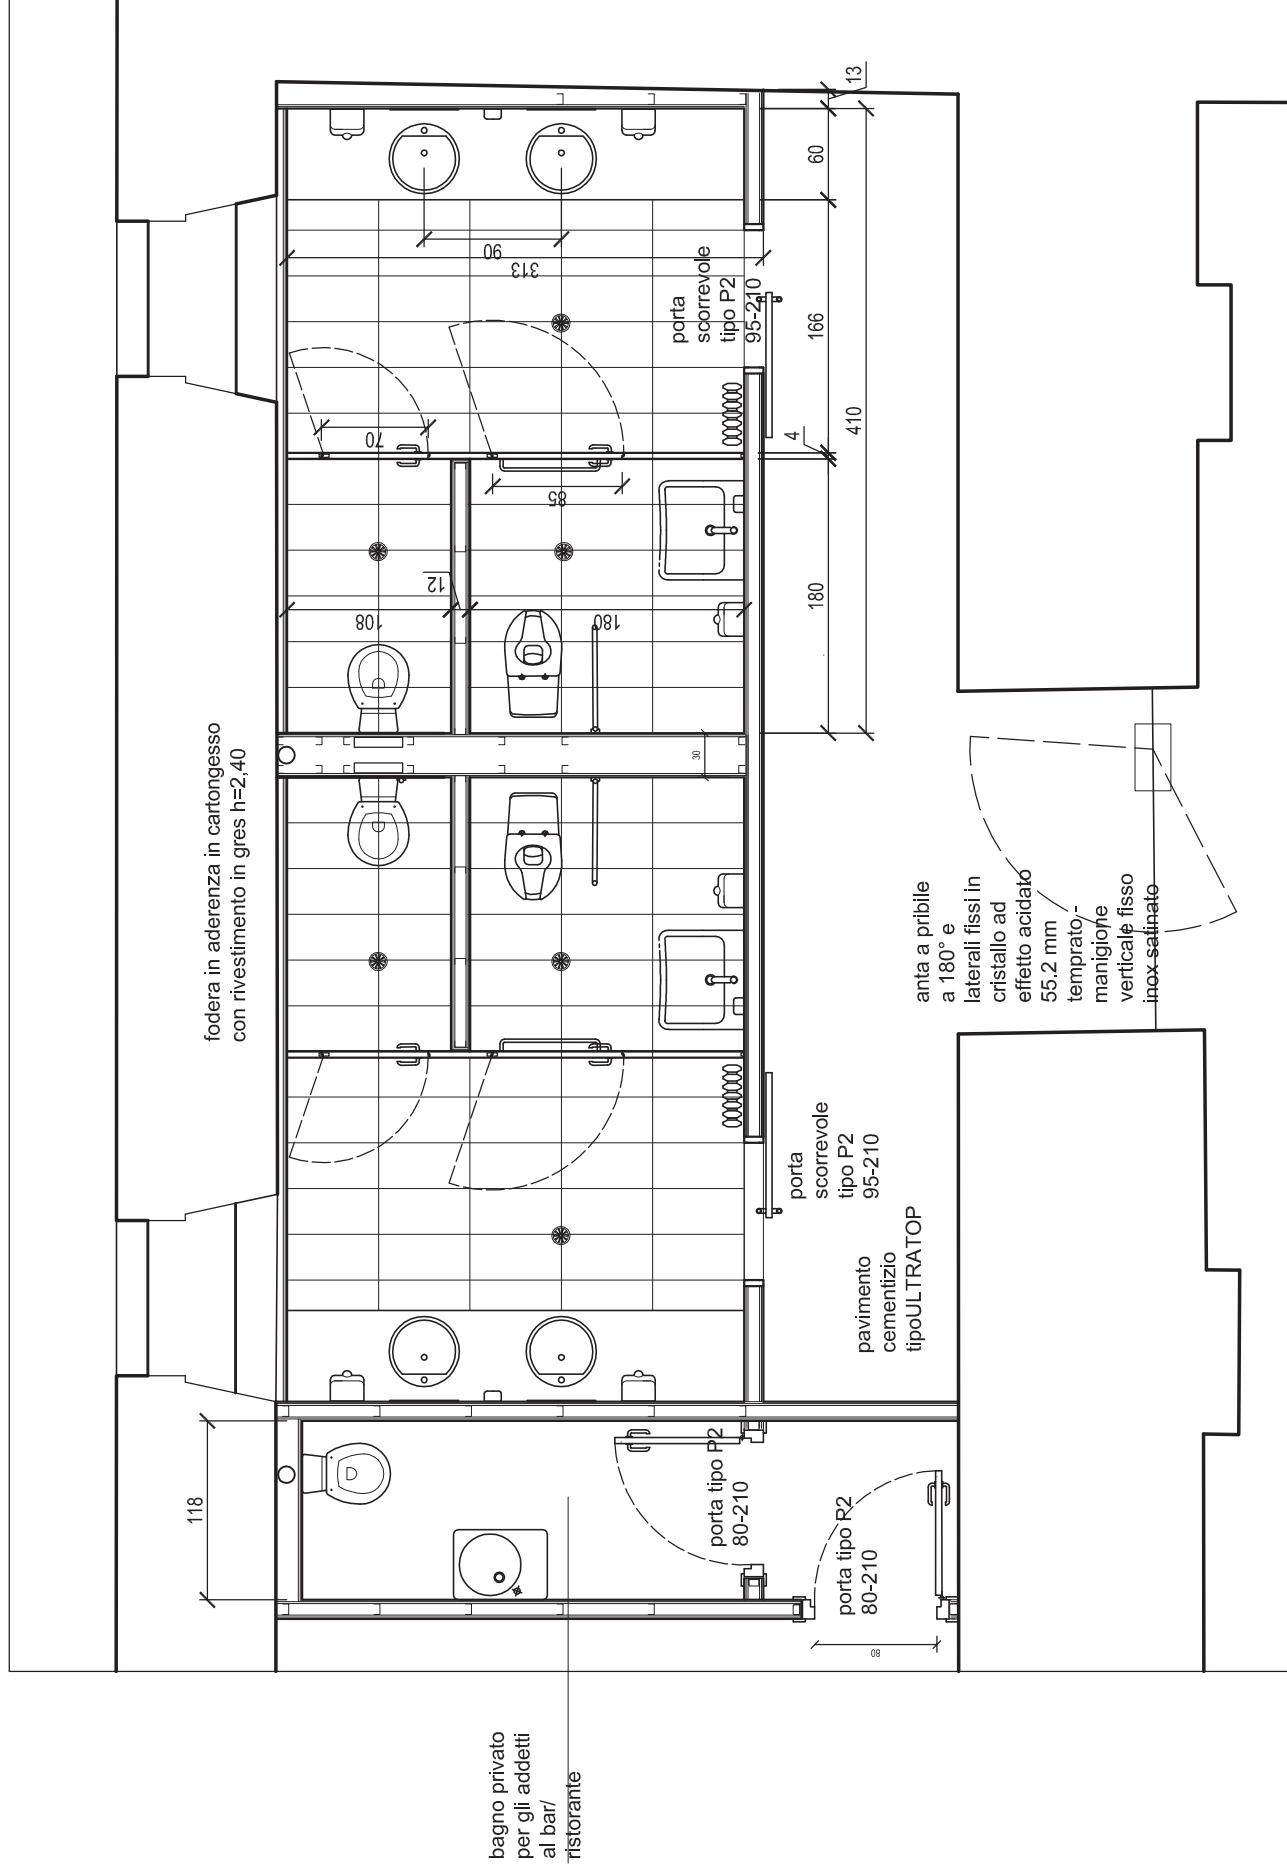 fodera in aderenza in cartongesso
con rivestimento in gres h=2,40
118
bagno privato
per gli addetti
al bar/
ristorante
porta tipo P2
80-210
porta tipo P2
80-210
80
pavimento
cementizio
tipoULTRATOP
porta
scorrevole
tipo P2
95-210
anta a pribile
a 180° e
laterali fissi in
cristallo ad
effetto acidato
55.2 mm
temprato -
manigione
verticale fisso
inox satinato
porta
scorrevole
tipo P2
95-210
30
108
12
180
70
85
90
313
180
4
166
60
13
410